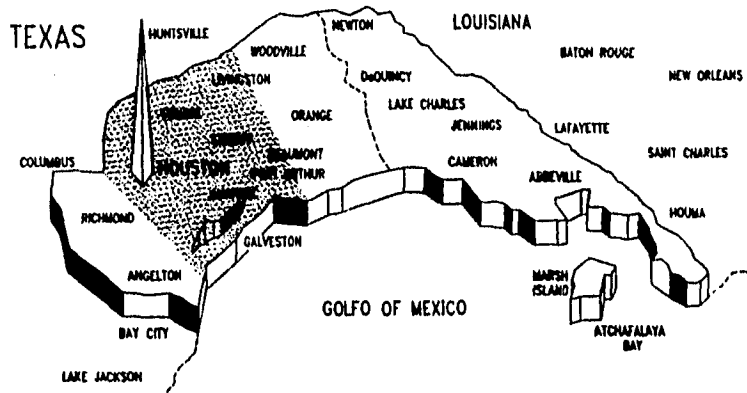 TEXAS
HUNTSVILLE
NEWTON
LOUISIANA
WOODVILLE
BATON ROUGE
LIVINGSTON
DeQUINCY
NEW ORLEANS
LAKE CHARLES
ORANGE
JENNINGS
LAFAYETTE
BEAUMONT
SAINT CHARLES
COLUMBUS
HOUSTON
PORT ARTHUR
CAMERON
ABBEVILLE
RICHMOND
HOUMA
GALVESTON
ANGELTON
MARSH
ISLAND
GOLFO OF MEXICO
BAY CITY
ATCHAFALAYA
BAY
LAKE JACKSON